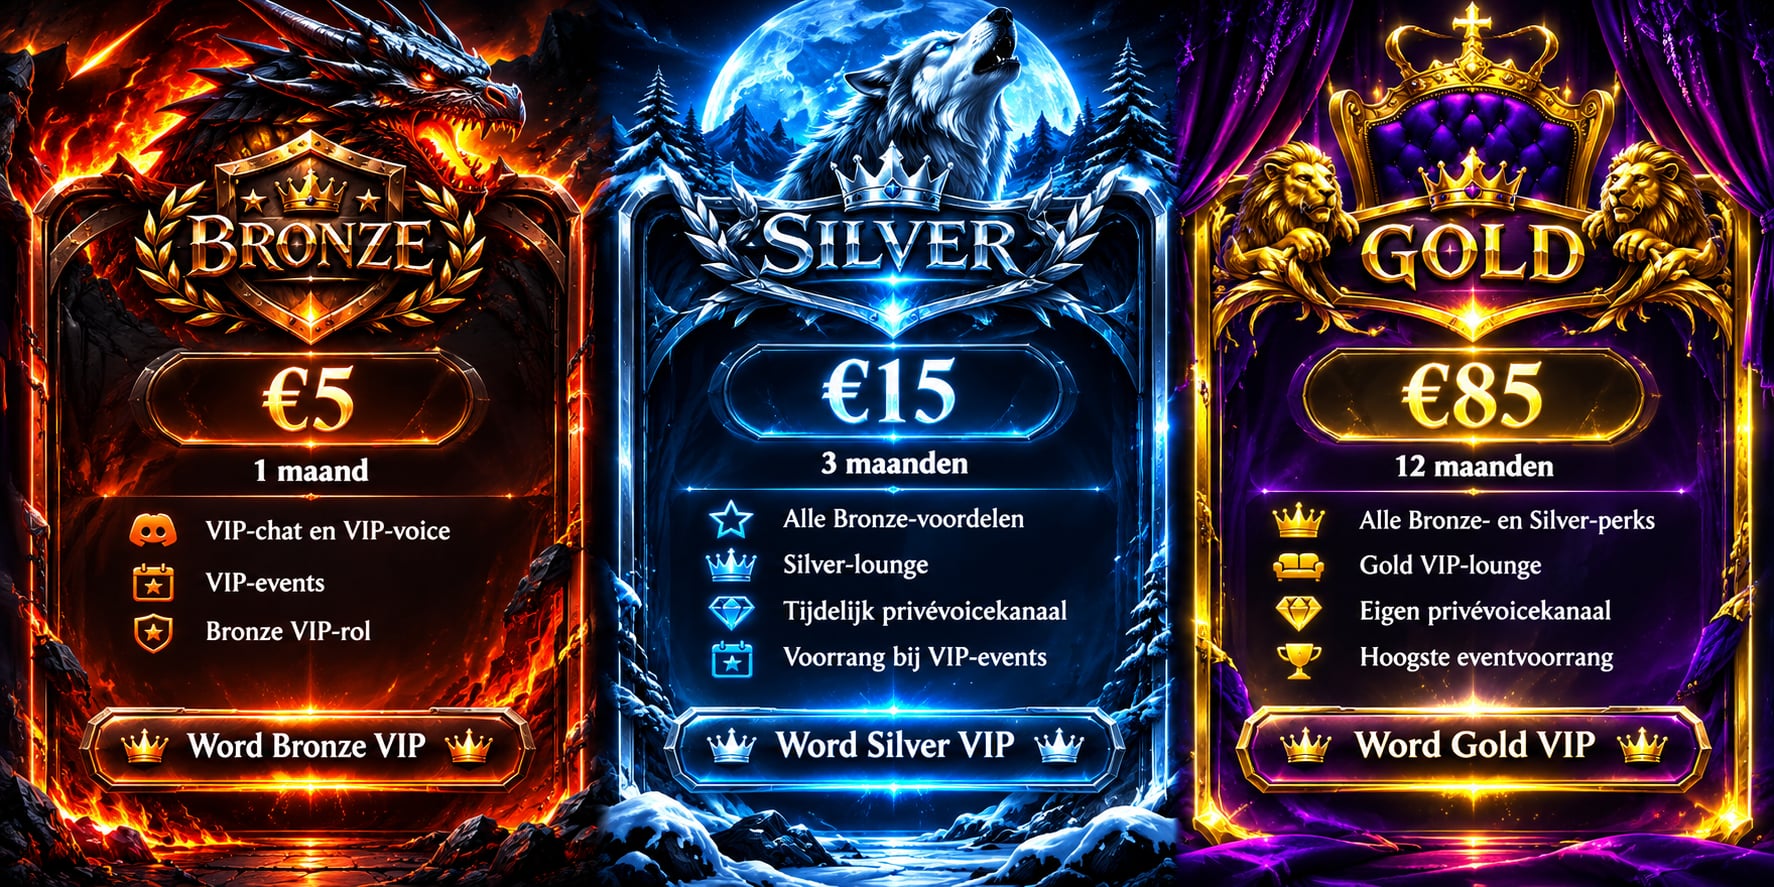 BRONZE
€5
1 maand
VIP-chat en VIP-voice
VIP-events
Bronze VIP-rol
Word Bronze VIP
SILVER
€15
3 maanden
Alle Bronze-voordelen
Silver-lounge
Tijdelijk privévoicekanaal
Voorrang bij VIP-events
Word Silver VIP
GOLD
€85
12 maanden
Alle Bronze- en Silver-perks
Gold VIP-lounge
Eigen privévoicekanaal
Hoogste eventvoorrang
Word Gold VIP